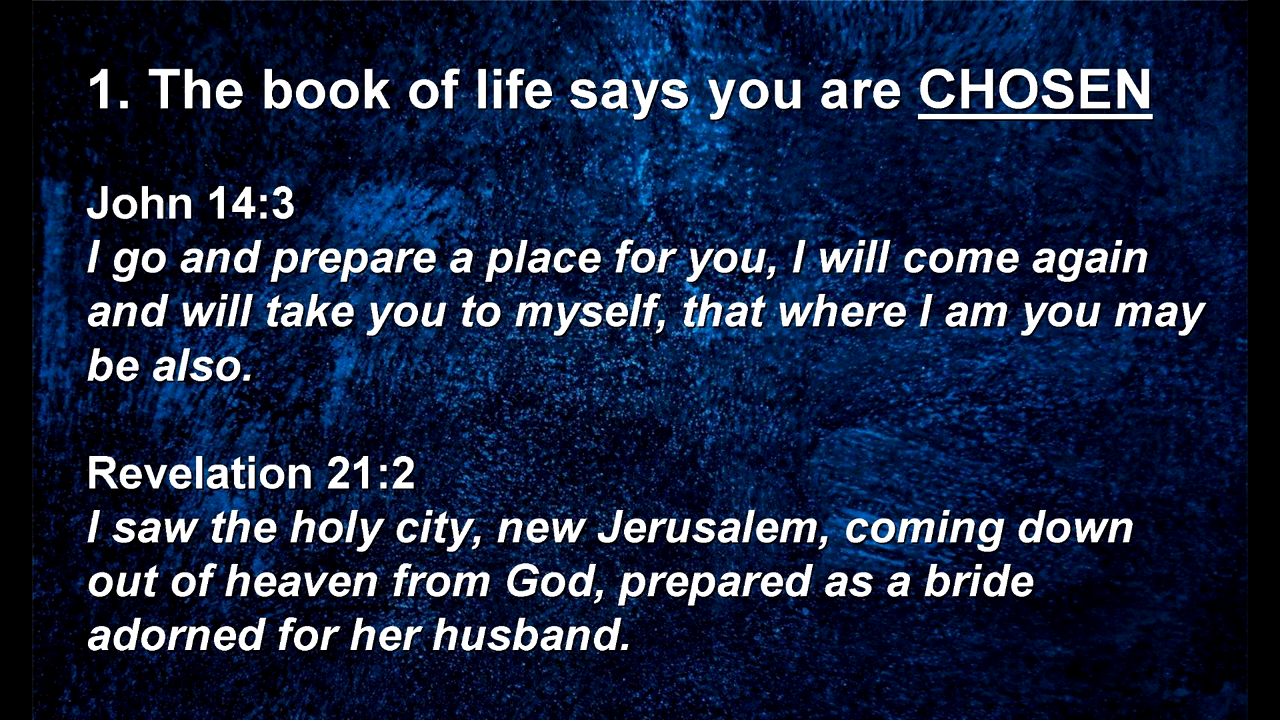 1. The book of life says you are CHOSEN
John 14:3
I go and prepare a place for you, I will come again
and will take you to myself, that where I am you may
be also.
Revelation 21:2
I saw the holy city, new Jerusalem, coming down
out of heaven from God, prepared as a bride
adorned for her husband.